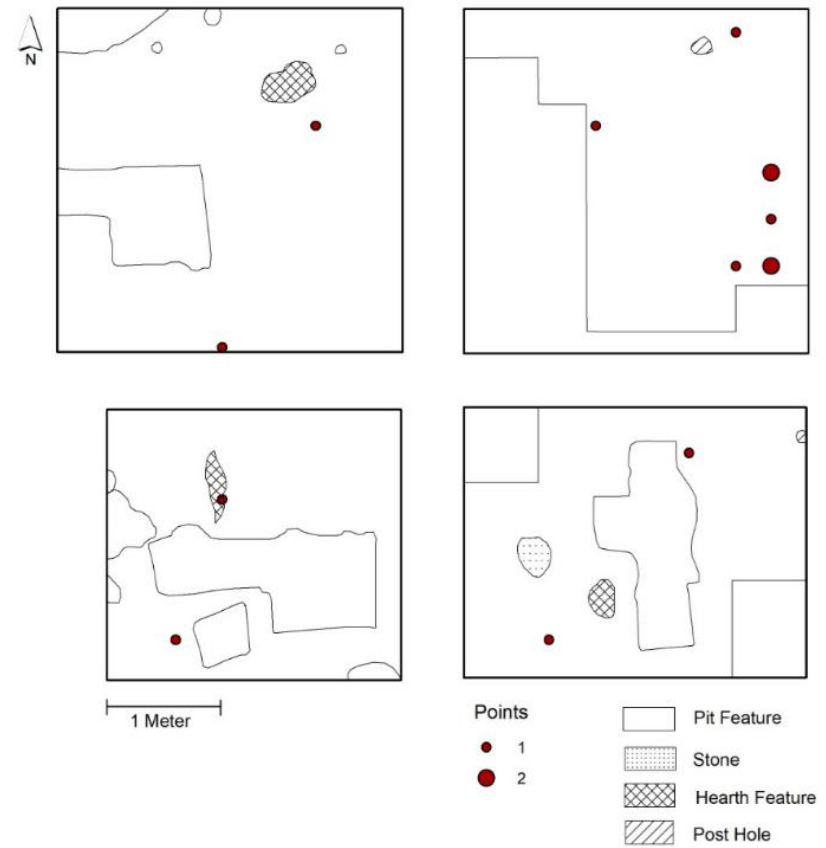 N
1 Meter
Points
1
2
Pit Feature
Stone
Hearth Feature
Post Hole